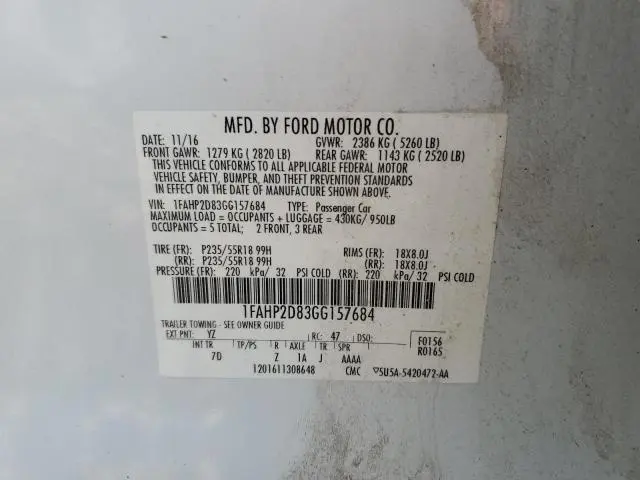 MFD. BY FORD MOTOR CO.
DATE: 11/16 GVWR: 2386 KG ( 5260 LB)
FRONT GAWR: 1279 KG ( 2820 LB) REAR GAWR: 1143 KG ( 2520 LB)
THIS VEHICLE CONFORMS TO ALL APPLICABLE FEDERAL MOTOR
VEHICLE SAFETY, BUMPER, AND THEFT PREVENTION STANDARDS
IN EFFECT ON THE DATE OF MANUFACTURE SHOWN ABOVE.
VIN: 1FAHP2D83GG157684 TYPE: Passenger Car
MAXIMUM LOAD = OCCUPANTS + LUGGAGE = 430KG/ 950LB
OCCUPANTS = 5 TOTAL; 2 FRONT, 3 REAR
TIRE (FR): P235/55R18 99H RIMS (FR): 18X8.0J
(RR): P235/55R18 99H (RR): 18X8.0J
PRESSURE (FR): 220 kPa/ 32 PSI COLD (RR): 220 kPa/ 32 PSI COLD
1FAHP2D83GG157684
TRAILER TOWING - SEE OWNER GUIDE
EXT PNT: YZ RC: 47 DSO: F0156
INT TR TP/PS R AXLE TR SPR R0165
7D Z 1A J AAAA
1201611308648 CMC 5U5A-5420472-AA